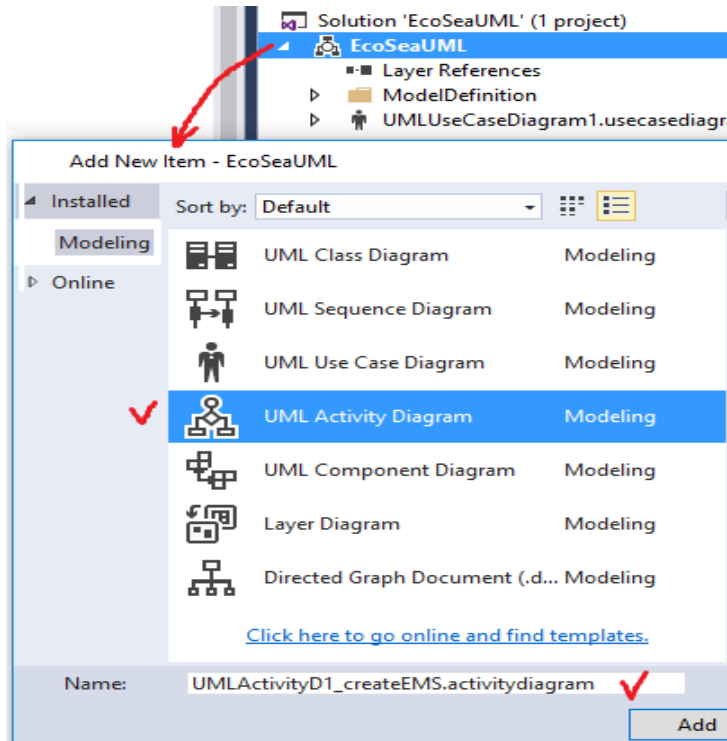 Solution 'EcoSeaUML' (1 project)
EcoSeaUML
Layer References
ModelDefinition
UMLUseCaseDiagram1.usecasediagr
Add New Item - EcoSeaUML
Installed
Sort by: Default
Modeling
Online
UML Class Diagram Modeling
UML Sequence Diagram Modeling
UML Use Case Diagram Modeling
UML Activity Diagram Modeling
UML Component Diagram Modeling
Layer Diagram Modeling
Directed Graph Document (.d... Modeling
Click here to go online and find templates.
Name: UMLActivityD1_createEMS.activitydiagram
Add